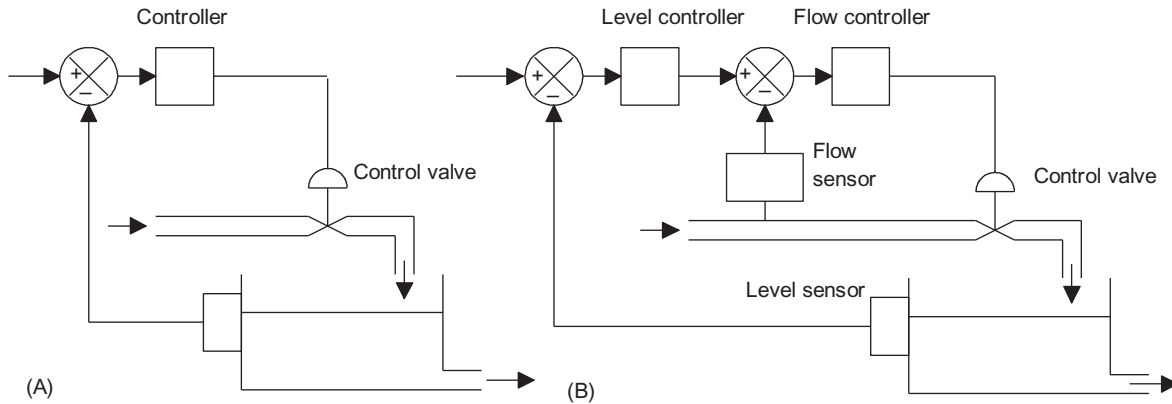 Controller
+
−
Control valve
(A)
Level controller
Flow controller
+
−
+
−
Flow
sensor
Control valve
Level sensor
(B)